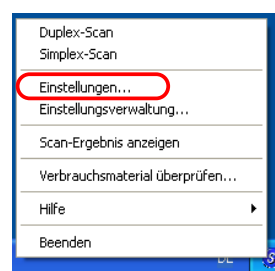 Duplex-Scan
Simplex-Scan
Einstellungen...
Einstellungsverwaltung...
Scan-Ergebnis anzeigen
Verbrauchsmaterial überprüfen...
Hilfe
Beenden
DE
S